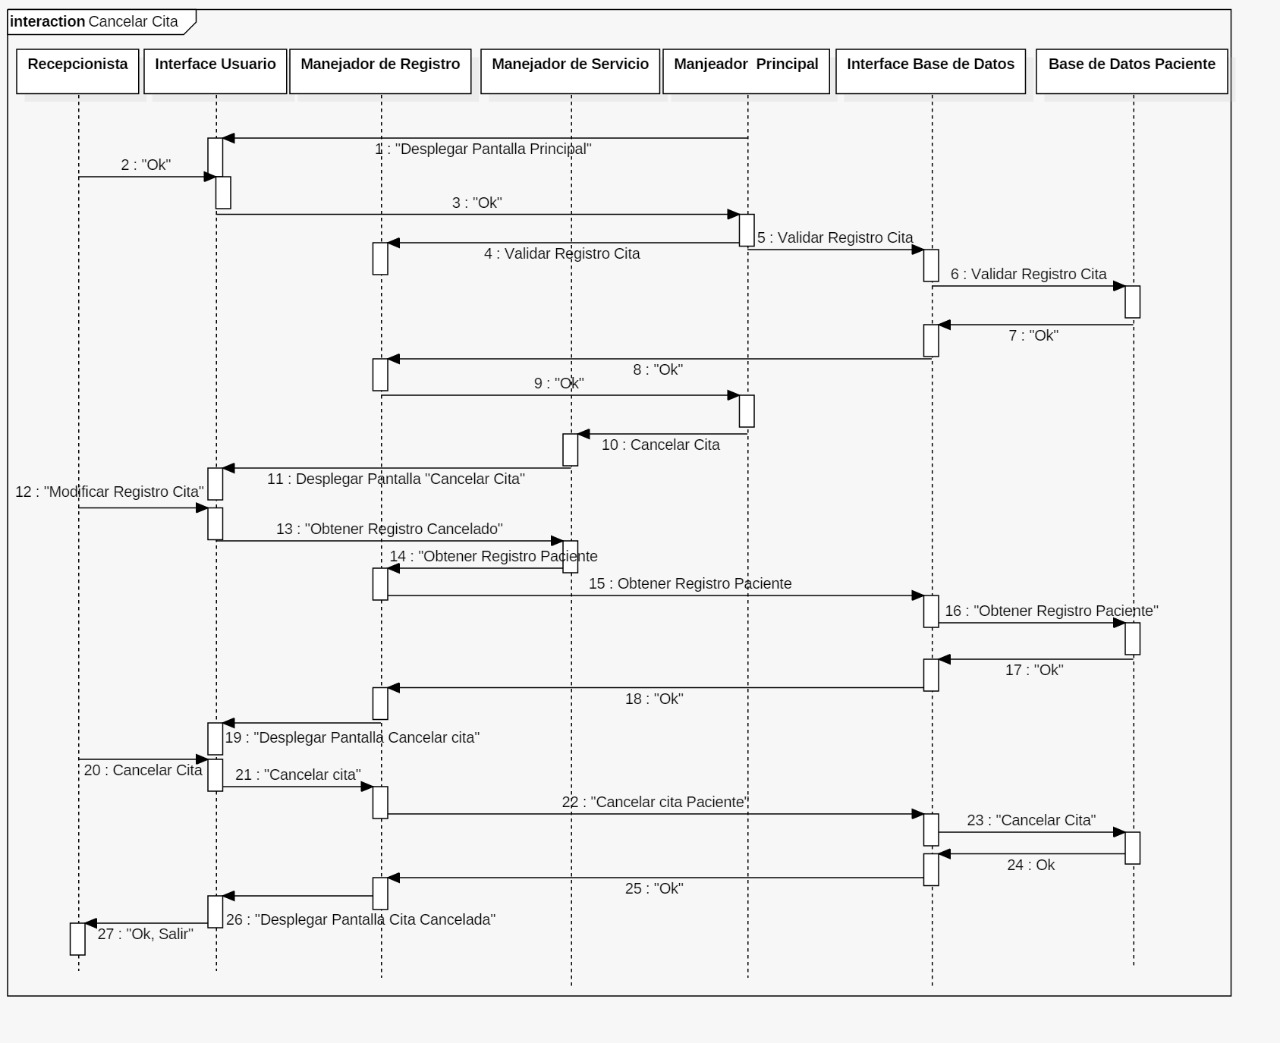 interaction Cancelar Cita
Recepcionista
Interface Usuario
Manejador de Registro
Manejador de Servicio
Manjeador  Principal
Interface Base de Datos
Base de Datos Paciente
1 : "Desplegar Pantalla Principal"
2 : "Ok"
3 : "Ok"
4 : Validar Registro Cita
5 : Validar Registro Cita
6 : Validar Registro Cita
7 : "Ok"
8 : "Ok"
9 : "Ok"
10 : Cancelar Cita
11 : Desplegar Pantalla "Cancelar Cita"
12 : "Modificar Registro Cita"
13 : "Obtener Registro Cancelado"
14 : "Obtener Registro Paciente
15 : Obtener Registro Paciente
16 : "Obtener Registro Paciente"
17 : "Ok"
18 : "Ok"
19 : "Desplegar Pantalla Cancelar cita"
20 : Cancelar Cita
21 : "Cancelar cita"
22 : "Cancelar cita Paciente"
23 : "Cancelar Cita"
24 : Ok
25 : "Ok"
26 : "Desplegar Pantalla Cita Cancelada"
27 : "Ok, Salir"